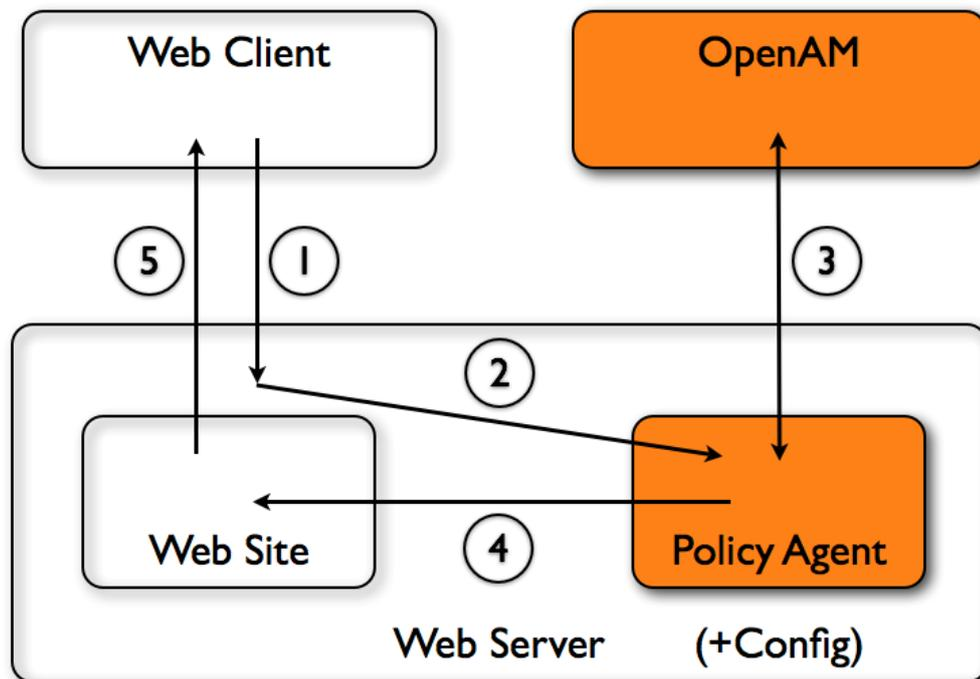 Web Client
OpenAM
5
1
3
2
4
Web Site
Policy Agent
Web Server
(+Config)